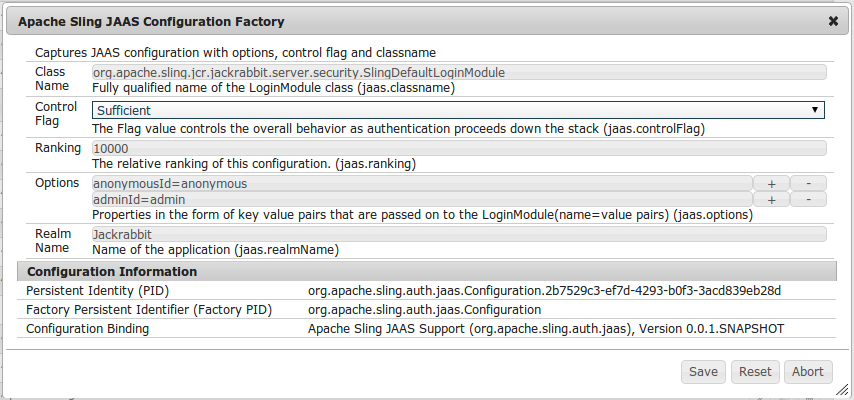 Apache Sling JAAS Configuration Factory
Captures JAAS configuration with options, control flag and classname
Class Name
org.apache.sling.jcr.jackrabbit.server.security.SlingDefaultLoginModule
Fully qualified name of the LoginModule class (jaas.classname)
Control Flag
Sufficient
The Flag value controls the overall behavior as authentication proceeds down the stack (jaas.controlFlag)
Ranking
10000
The relative ranking of this configuration. (jaas.ranking)
Options
anonymousId=anonymous
+ -
adminId=admin
+ -
Properties in the form of key value pairs that are passed on to the LoginModule(name=value pairs) (jaas.options)
Realm Name
Jackrabbit
Name of the application (jaas.realmName)
Configuration Information
Persistent Identity (PID) org.apache.sling.auth.jaas.Configuration.2b7529c3-ef7d-4293-b0f3-3acd839eb28d
Factory Persistent Identifier (Factory PID) org.apache.sling.auth.jaas.Configuration
Configuration Binding Apache Sling JAAS Support (org.apache.sling.auth.jaas), Version 0.0.1.SNAPSHOT
Save Reset Abort